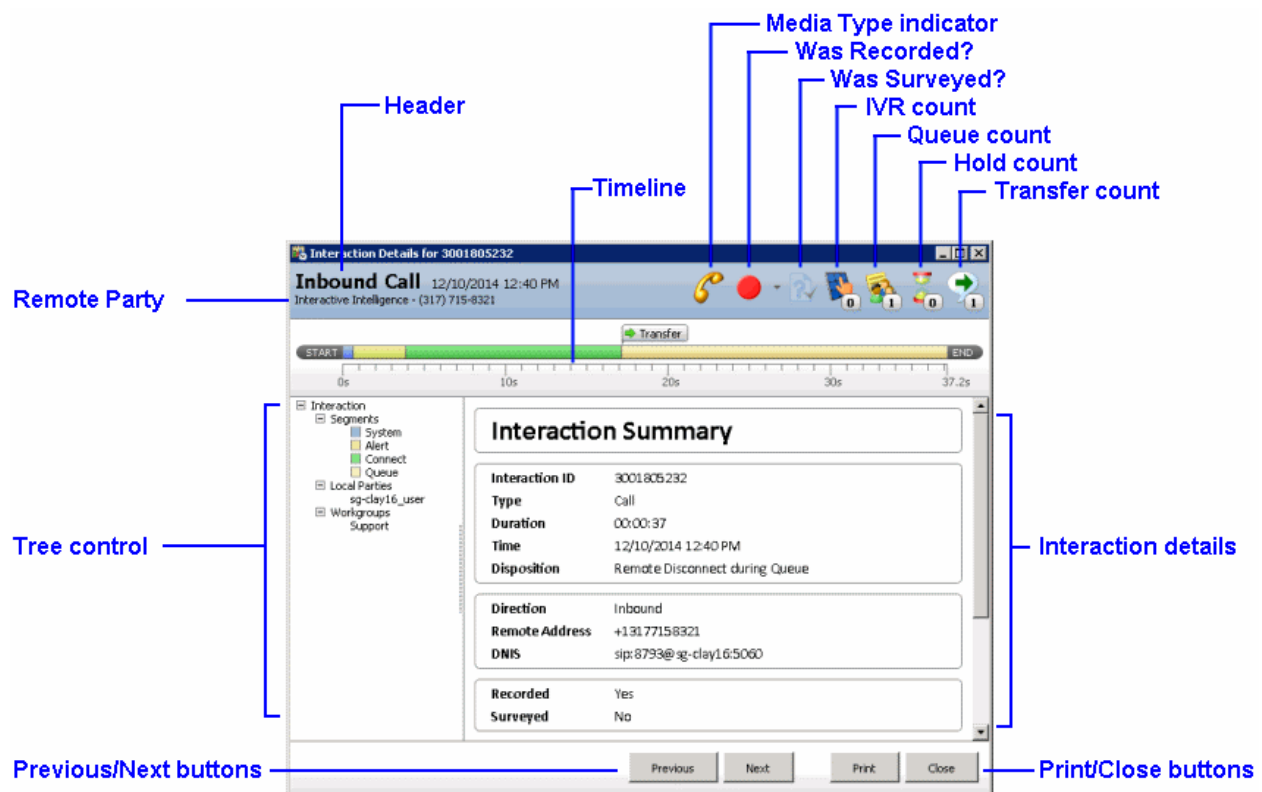 Media Type indicator
Was Recorded?
Was Surveyed?
Header
IVR count
Queue count
Hold count
Timeline
Transfer count
Interaction Details for 3001805232
Inbound Call 12/10/2014 12:40 PM
Remote Party
Interactive Intelligence - (317) 715-8321
0
1
0
1
Transfer
START
END
0s
10s
20s
30s
37.2s
Interaction
Segments
System
Alert
Connect
Queue
Local Parties
sg-clay16_user
Workgroups
Support
Interaction Summary
Interaction ID 3001805232
Type Call
Duration 00:00:37
Time 12/10/2014 12:40 PM
Disposition Remote Disconnect during Queue
Tree control
Interaction details
Direction Inbound
Remote Address +13177158321
DNIS sip:8793@sg-clay16:5060
Recorded Yes
Surveyed No
Previous/Next buttons
Previous
Next
Print
Close
Print/Close buttons